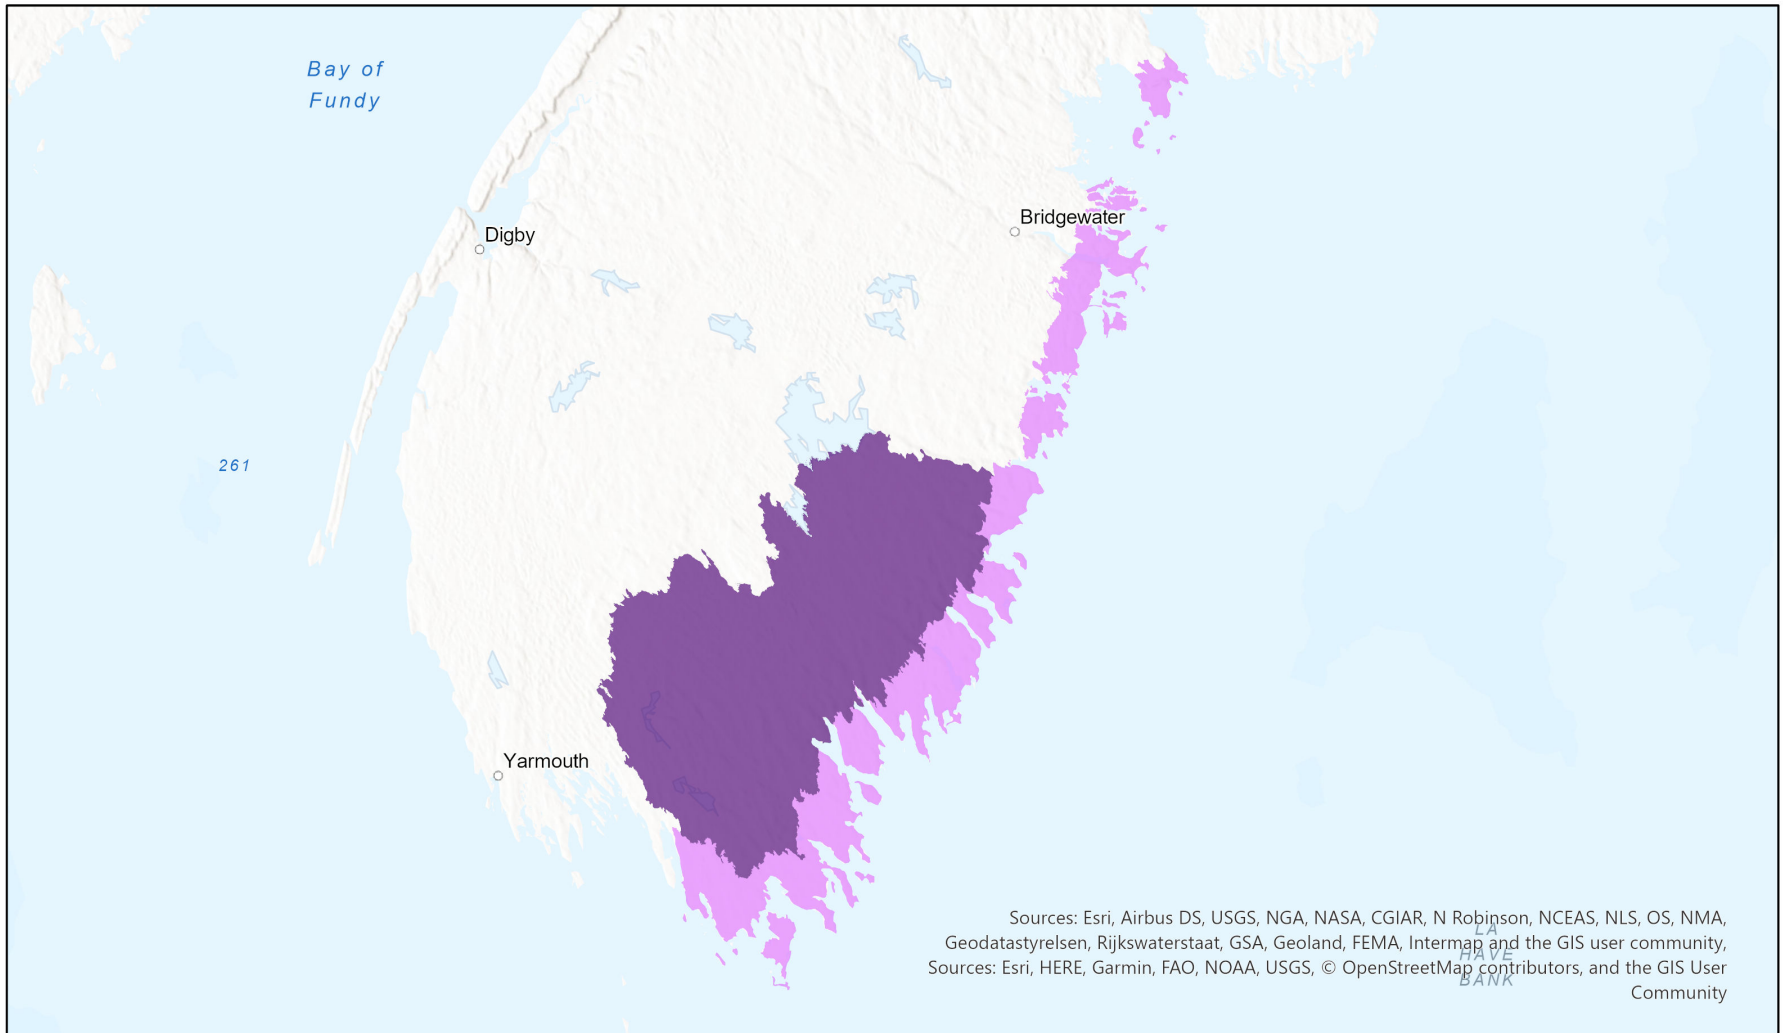 Bay of
Fundy
Bridgewater
Digby
261
Yarmouth
Sources: Esri, Airbus DS, USGS, NGA, NASA, CGIAR, N Robinson, NCEAS, NLS, OS, NMA,
Geodatastyrelsen, Rijkswaterstaat, GSA, Geoland, FEMA, Intermap and the GIS user community,
Sources: Esri, HERE, Garmin, FAO, NOAA, USGS, © OpenStreetMap contributors, and the GIS User
Community
LA
HAVE
BANK